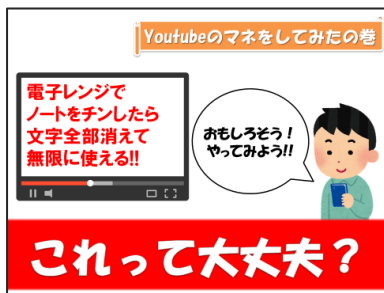 Youtubeのマネをしてみたの巻
電子レンジで
ノートをチンしたら
文字全部消えて
無限に使える!!
おもしろそう！
やってみよう!!
これって大丈夫？